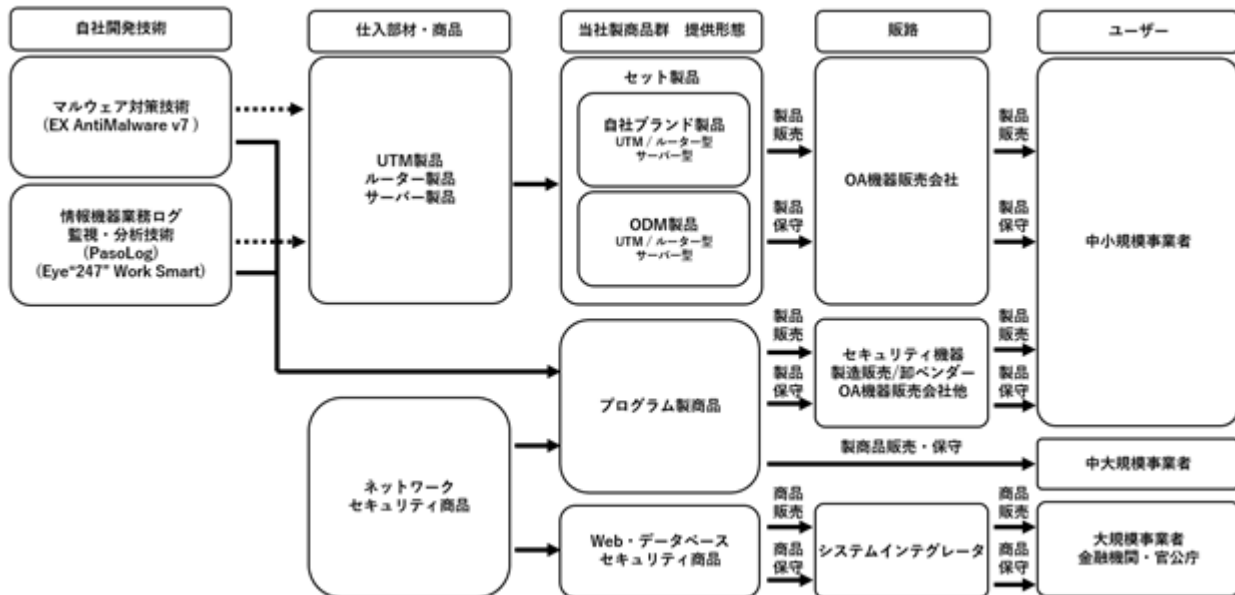 自社開発技術
仕入部材・商品
当社製商品群 提供形態
販路
ユーザー
マルウェア対策技術
(EX AntiMalware v7 )
情報機器業務ログ
監視・分析技術
(PasoLog)
(Eye“247” Work Smart)
UTM製品
ルーター製品
サーバー製品
ネットワーク
セキュリティ商品
セット製品
自社ブランド製品
UTM / ルーター型
サーバー型
ODM製品
UTM / ルーター型
サーバー型
プログラム製商品
Web・データベース
セキュリティ商品
製品
販売
製品
保守
製品
販売
製品
保守
製商品販売・保守
商品
販売
商品
保守
OA機器販売会社
セキュリティ機器
製造販売/卸ベンダー
OA機器販売会社他
システムインテグレータ
製品
販売
製品
保守
製品
販売
製品
保守
商品
販売
商品
保守
中小規模事業者
中大規模事業者
大規模事業者
金融機関・官公庁